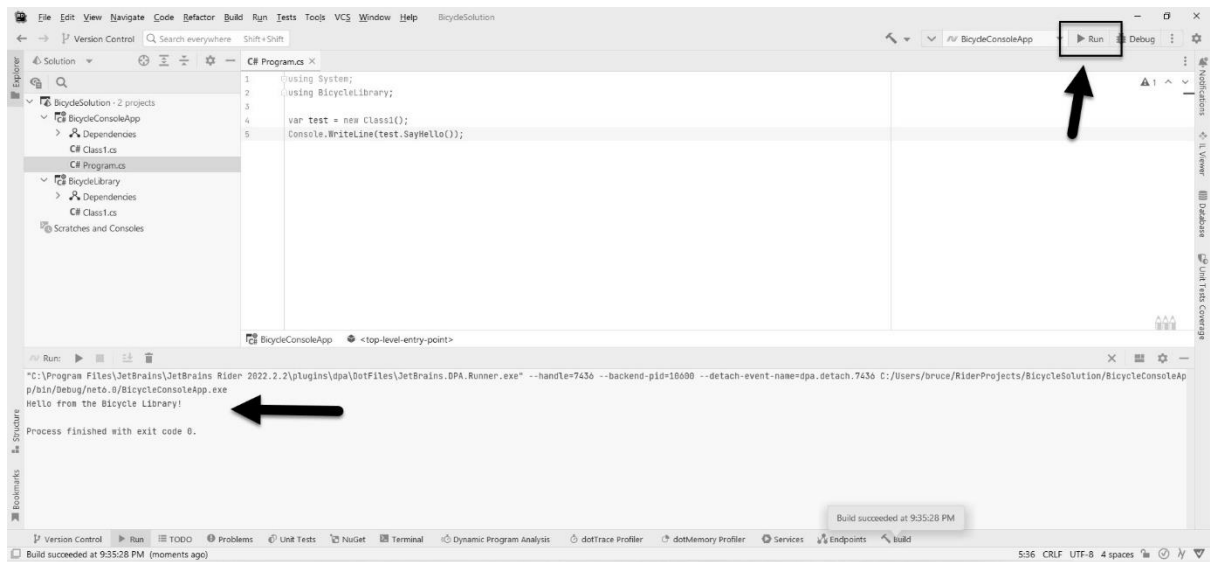 File Edit View Navigate Code Refactor Build Run Tests Tools VCS Window Help BicycleSolution
Version Control Search everywhere Shift+Shift BicycleConsoleApp Run Debug
Explorer
Solution
C# Program.cs
BicycleSolution - 2 projects
BicycleConsoleApp
Dependencies
C# Class1.cs
C# Program.cs
BicycleLibrary
Dependencies
C# Class1.cs
Scratches and Consoles
1 using System;
2 using BicycleLibrary;
3
4 var test = new Class1();
5 Console.WriteLine(test.SayHello());
1
Notifications
IL Viewer
Database
Unit Tests Coverage
BicycleConsoleApp <top-level-entry-point>
Run:
"C:\Program Files\JetBrains\JetBrains Rider 2022.2.2\plugins\dpa\DotFiles\JetBrains.DPA.Runner.exe" --handle=7436 --backend-pid=18600 --detach-event-name=dpa.detach.7436 C:/Users/bruce/RiderProjects/BicycleSolution/BicycleConsoleAp
p/bin/Debug/net6.0/BicycleConsoleApp.exe
Hello from the Bicycle Library!
Process finished with exit code 0.
Structure
Bookmarks
Build succeeded at 9:35:28 PM
Version Control Run TODO Problems Unit Tests NuGet Terminal Dynamic Program Analysis dotTrace Profiler dotMemory Profiler Services Endpoints Build
Build succeeded at 9:35:28 PM (moments ago) 5:36 CRLF UTF-8 4 spaces